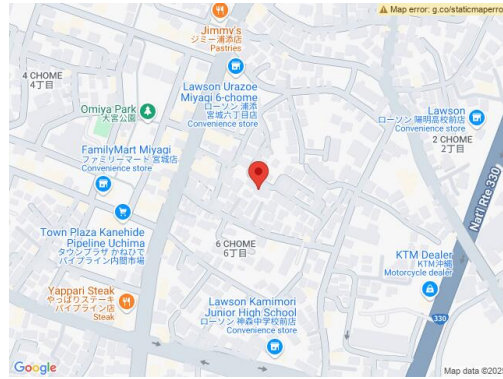 Map error: g.co/staticmaperro
Jimmy's
ジミー浦添店
Pastries
4 CHOME
4丁目
Lawson Urazoe
Miyagi 6-chome
ローソン 浦添
宮城六丁目店
Convenience store
Omiya Park
大宮公園
Lawson
ローソン 陽明高校前店
Convenience store
2 CHOME
2丁目
FamilyMart Miyagi
ファミリーマート 宮城店
Convenience store
Nat'l Rte 330
Town Plaza Kanehide
Pipeline Uchima
タウンプラザ かねひで
パイプライン内間市場
6 CHOME
6丁目
KTM Dealer
KTM沖縄
Motorcycle dealer
Yappari Steak
やっぱりステーキ
パイプライン店
Steak
Lawson Kamimori
Junior High School
ローソン 神森中学校前店
Convenience store
330
Google
Map data ©202